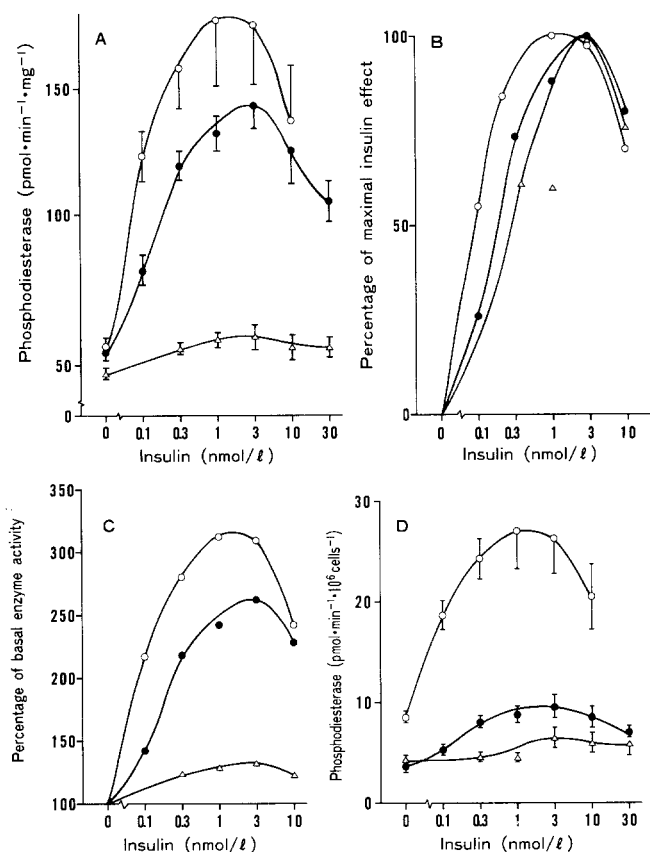 A
Phosphodiesterase (pmol•min⁻¹•mg⁻¹)
150
100
50
0
0 0.1 0.3 1 3 10 30
Insulin (nmol/ℓ)
B
Percentage of maximal insulin effect
100
50
0
0 0.1 0.3 1 3 10
Insulin (nmol/ℓ)
C
Percentage of basal enzyme activity
350
300
250
200
150
100
0 0.1 0.3 1 3 10
Insulin (nmol/ℓ)
D
Phosphodiesterase (pmol•min⁻¹•10⁶cells⁻¹)
30
20
10
0
0 0.1 0.3 1 3 10 30
Insulin (nmol/ℓ)